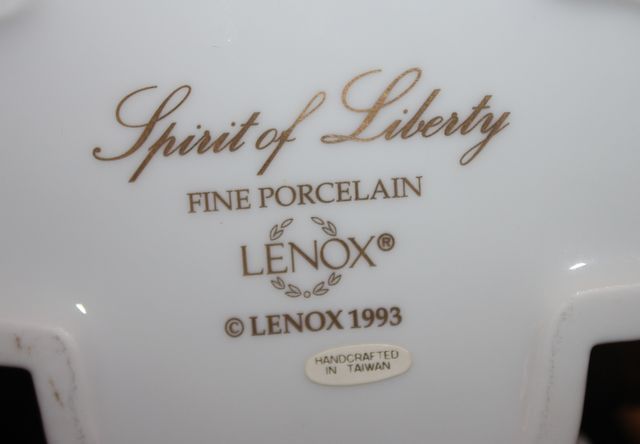 Spirit of Liberty
FINE PORCELAIN
LENOX®
© LENOX 1993
HANDCRAFTED
IN TAIWAN